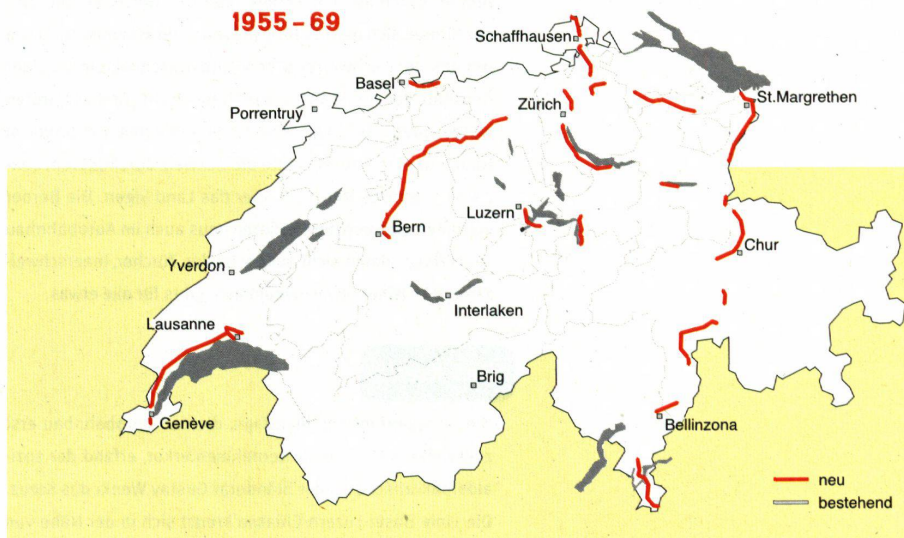 1955 – 69
Schaffhausen
Basel
Porrentruy
Zürich
St. Margrethen
Luzern
Bern
Chur
Yverdon
Interlaken
Lausanne
Brig
Genève
Bellinzona
neu
bestehend